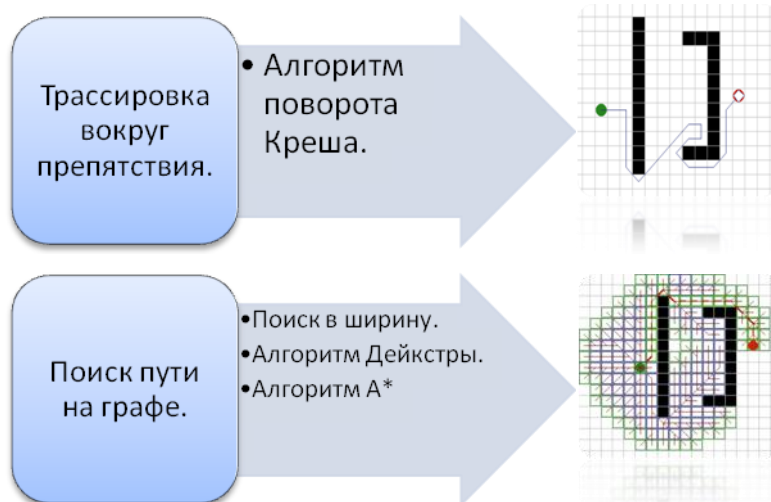 Трассировка
вокруг
препятствия.
• Алгоритм
поворота
Креша.
Поиск пути
на графе.
•Поиск в ширину.
•Алгоритм Дейкстры.
•Алгоритм А*